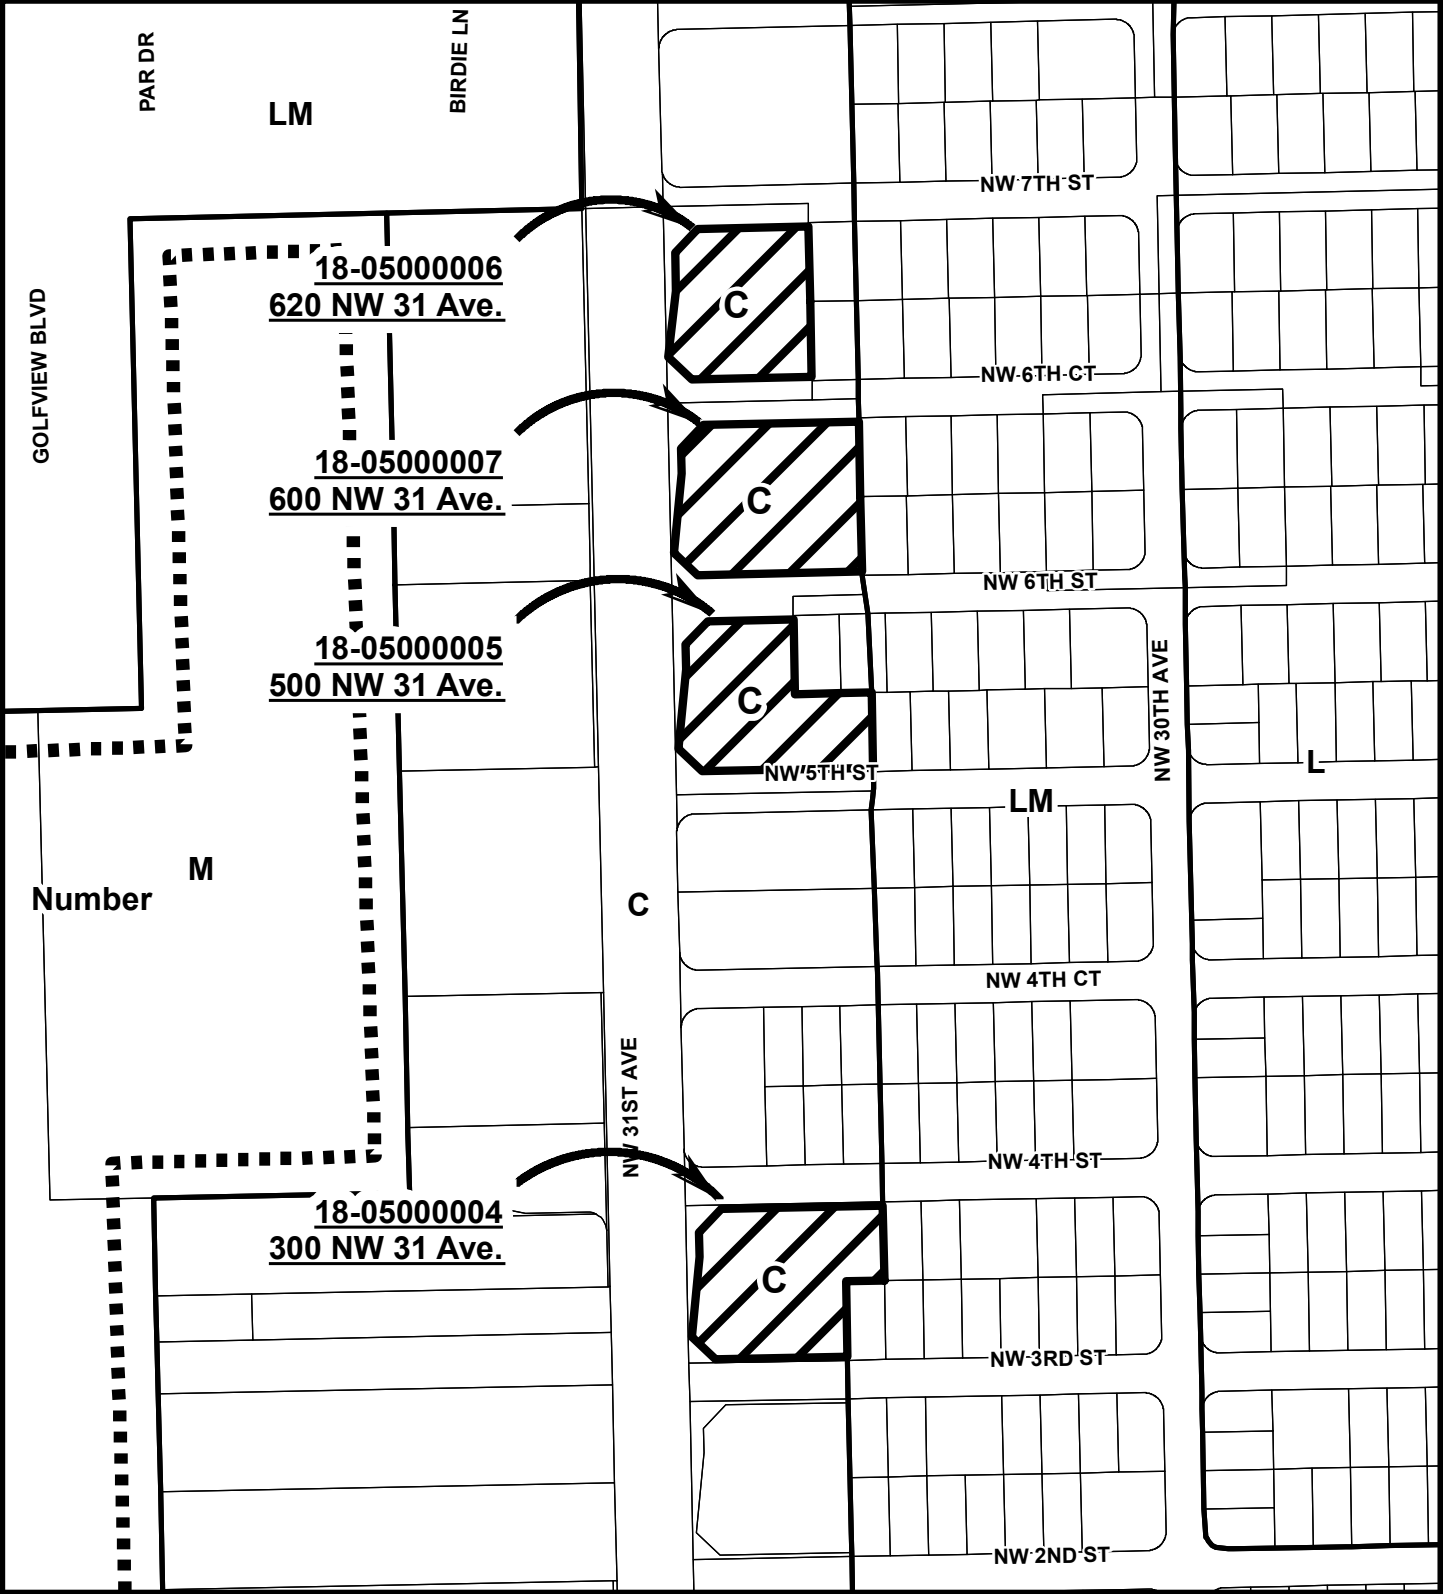 PAR DR
BIRDIE LN
LM
NW 7TH ST
18-05000006
620 NW 31 Ave.
C
GOLFVIEW BLVD
NW 6TH CT
18-05000007
600 NW 31 Ave.
C
NW 6TH ST
18-05000005
500 NW 31 Ave.
C
NW 30TH AVE
NW 5TH ST
L
LM
M
Number
C
NW 4TH CT
NW 31ST AVE
NW 4TH ST
18-05000004
300 NW 31 Ave.
C
NW 3RD ST
NW 2ND ST